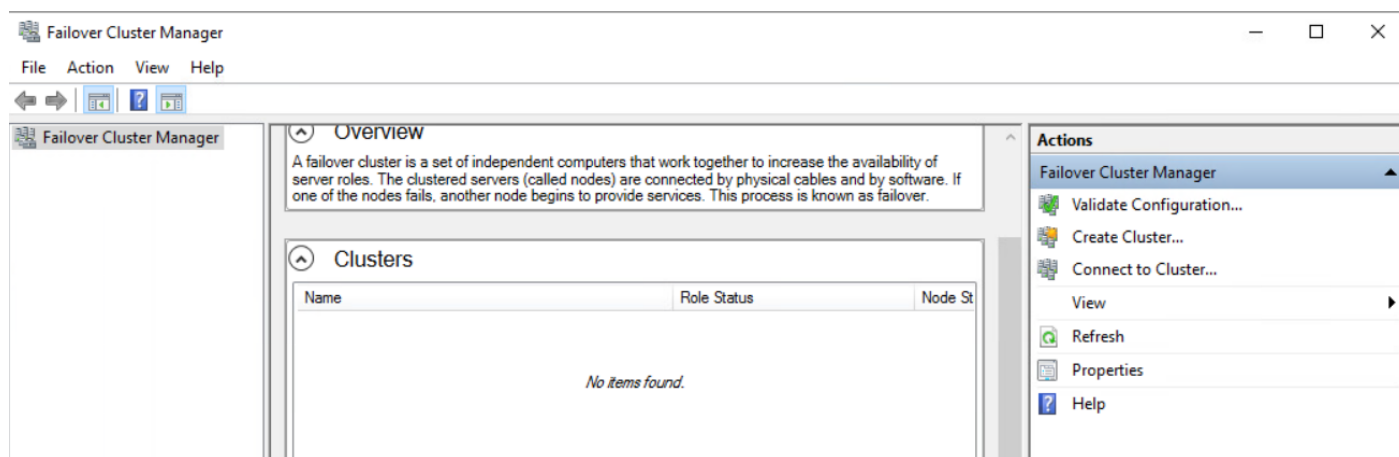 Failover Cluster Manager
File Action View Help
Failover Cluster Manager
Overview
A failover cluster is a set of independent computers that work together to increase the availability of
server roles. The clustered servers (called nodes) are connected by physical cables and by software. If
one of the nodes fails, another node begins to provide services. This process is known as failover.
Clusters
Name Role Status Node St
No items found.
Actions
Failover Cluster Manager
Validate Configuration...
Create Cluster...
Connect to Cluster...
View
Refresh
Properties
Help